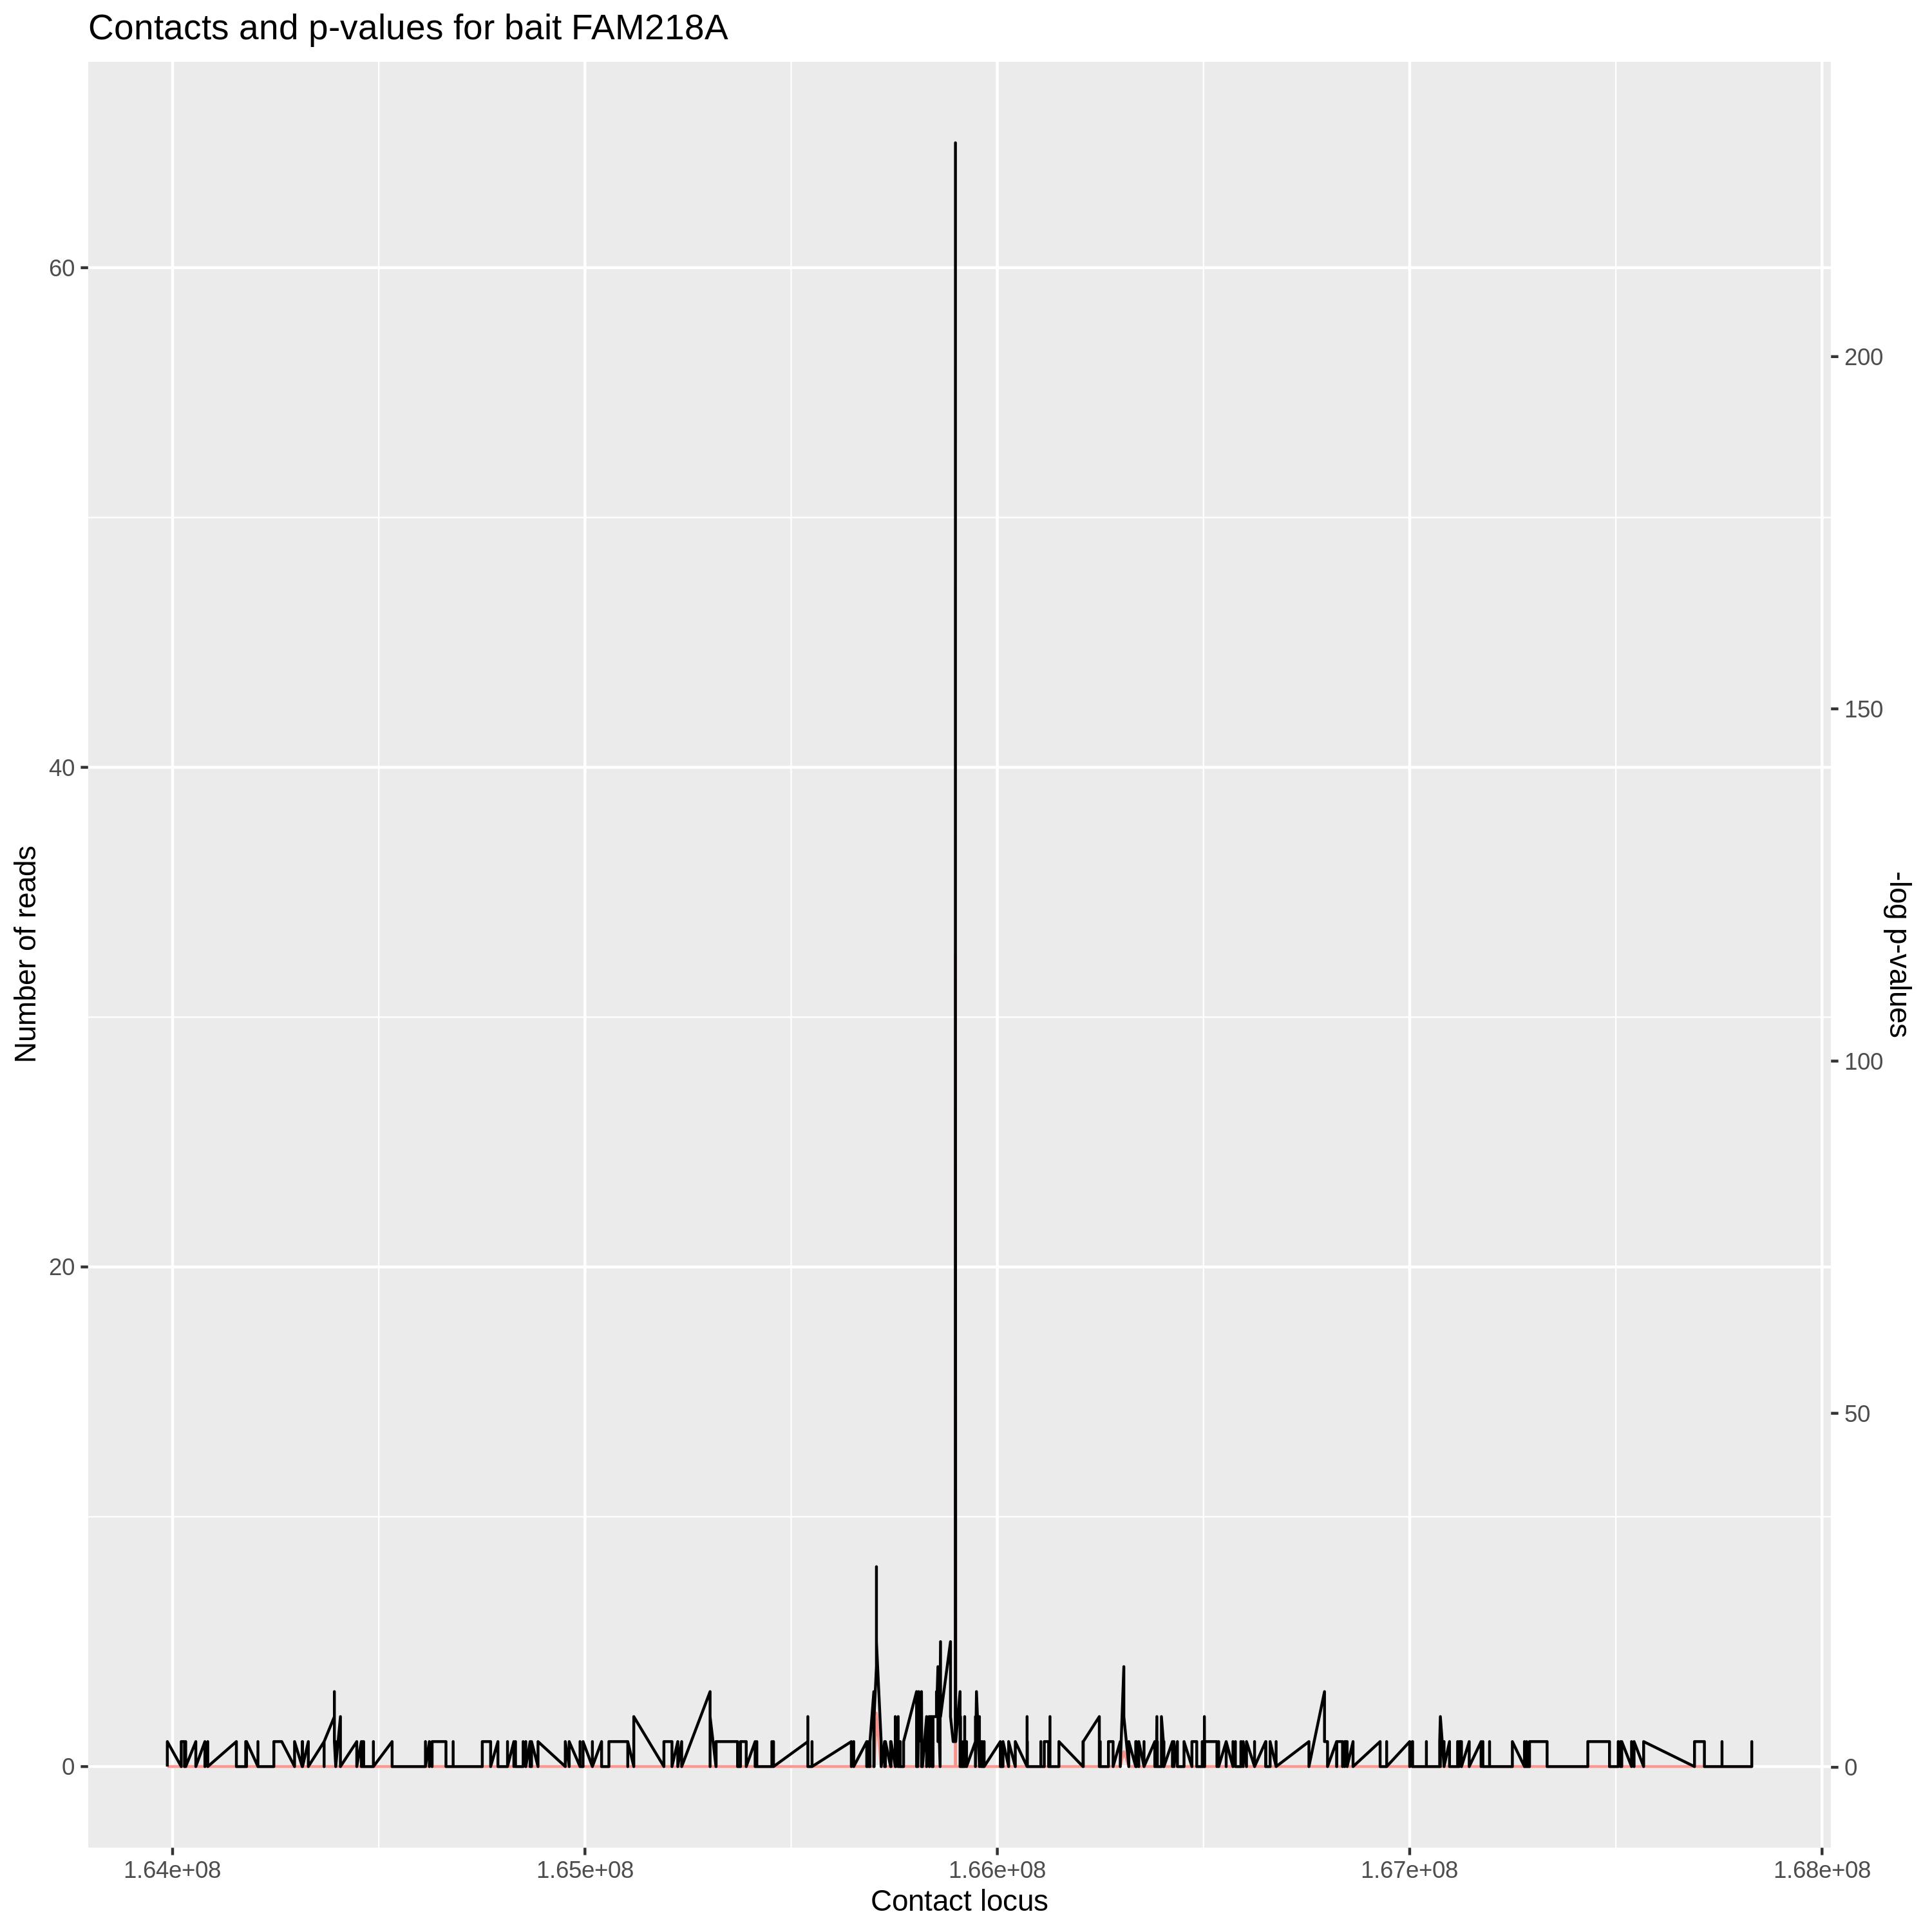 Contacts and p-values for bait FAM218A
60
40
20
0
Number of reads
200
150
100
50
0
-log p-values
1.64e+08
1.65e+08
1.66e+08
1.67e+08
1.68e+08
Contact locus